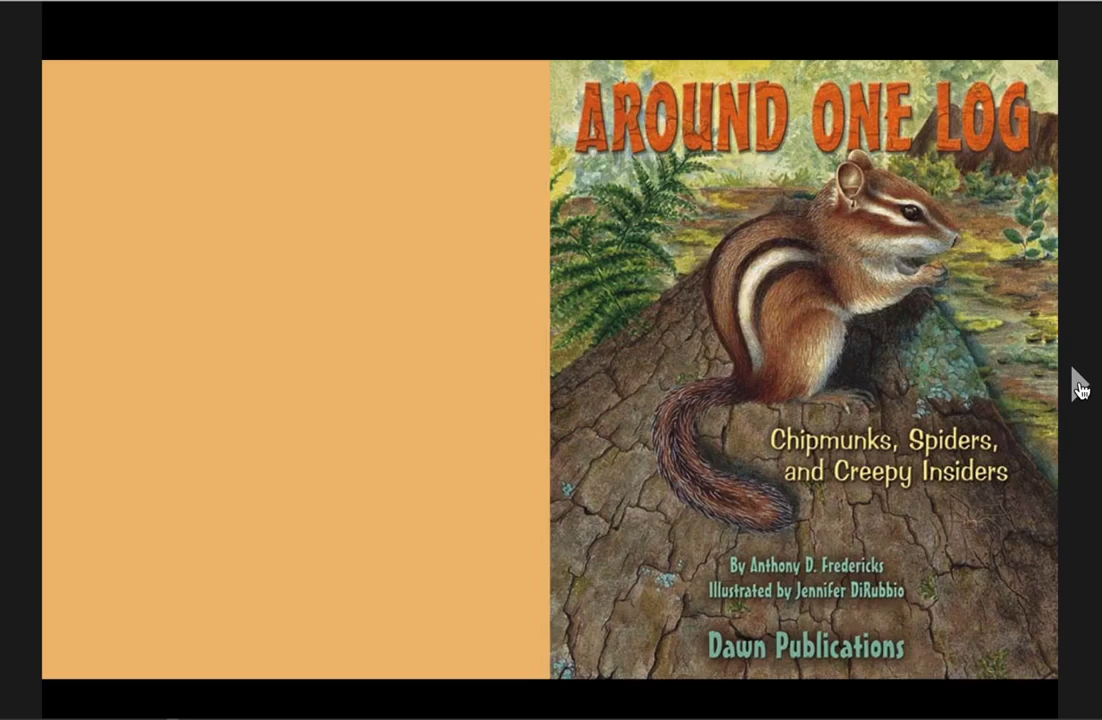 AROUND ONE LOG
Chipmunks, Spiders,
and Creepy Insiders
By Anthony D. Fredericks
Illustrated by Jennifer DiRubbio
Dawn Publications